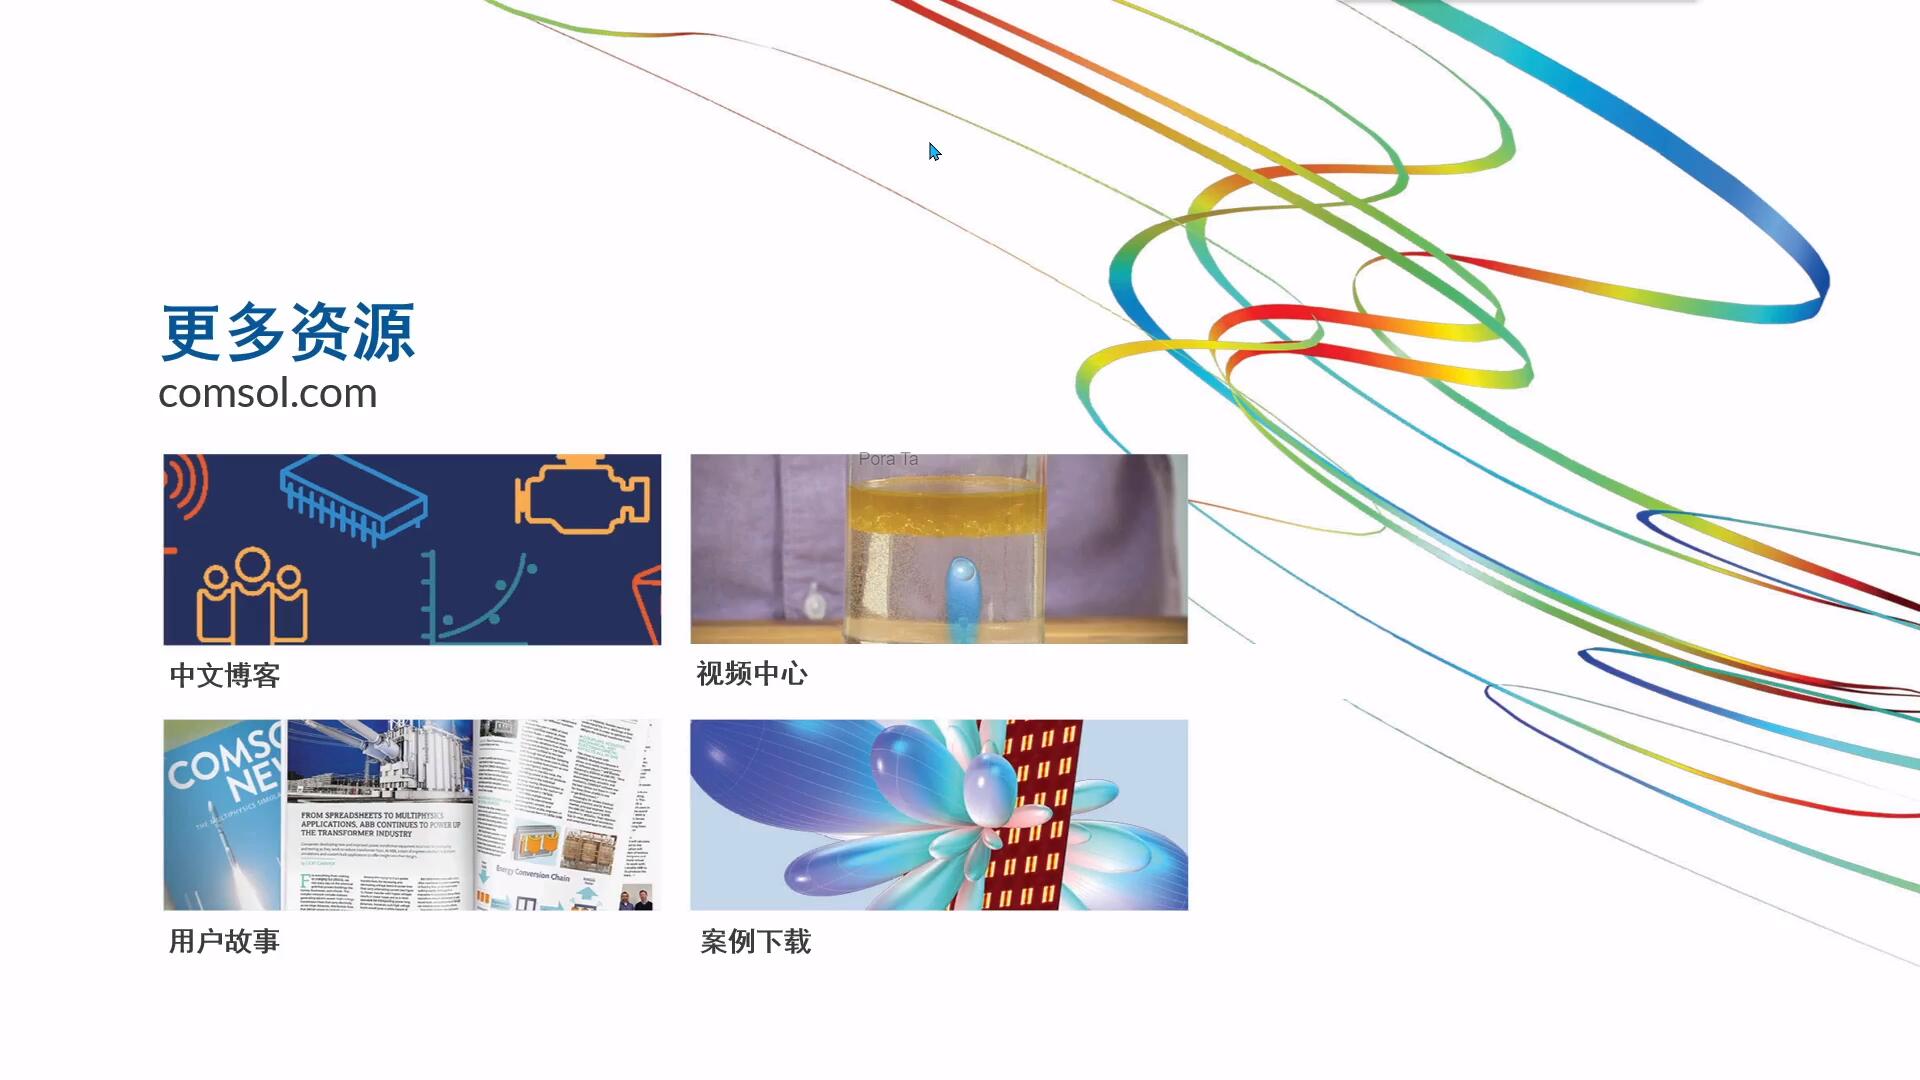 更多资源
comsol.com
Pora Ta
中文博客
视频中心
COMSO
NEW
THE MULTIPHYSICS SIMULA
FROM SPREADSHEETS TO MULTIPHYSICS
APPLICATIONS, ABB CONTINUES TO POWER UP
THE TRANSFORMER INDUSTRY
Energy Conversion Chain
用户故事
案例下载